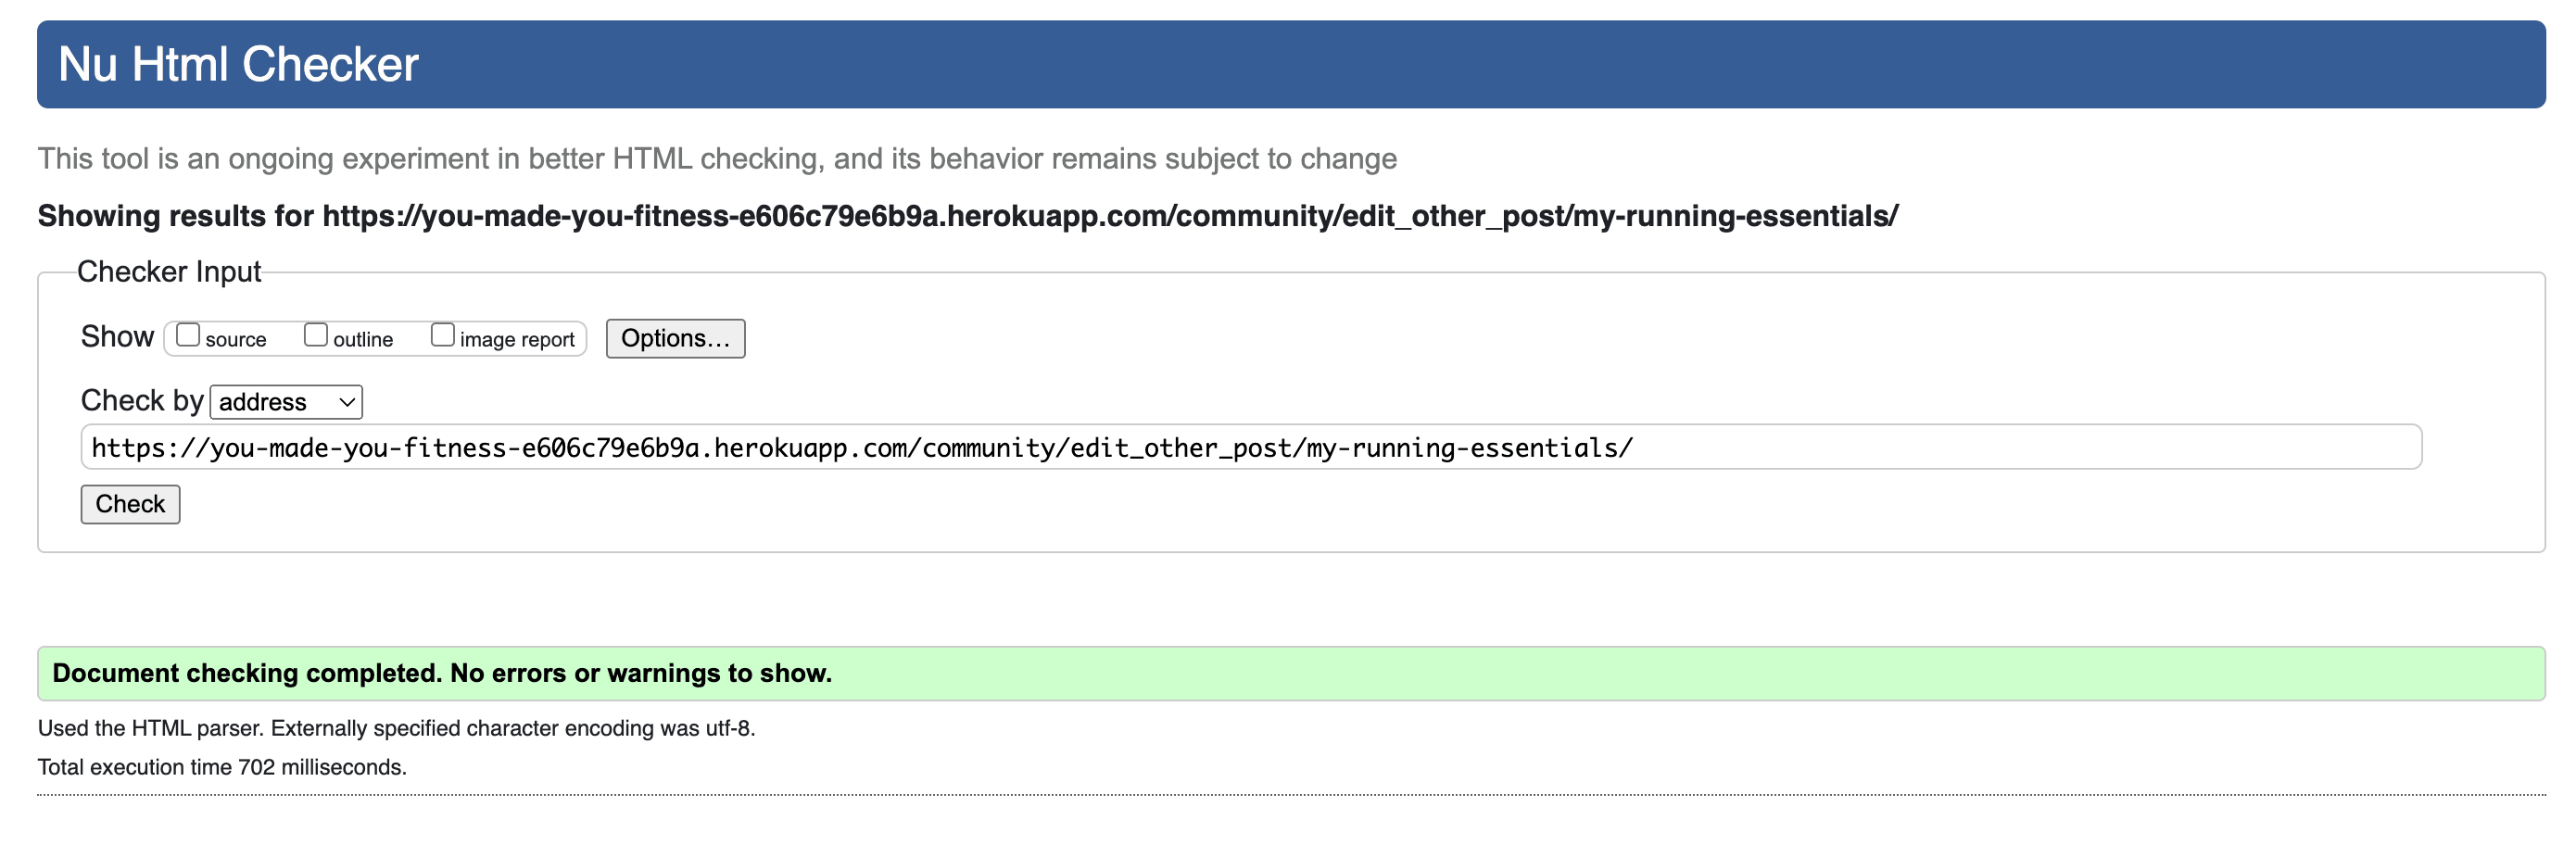 Nu Html Checker
This tool is an ongoing experiment in better HTML checking, and its behavior remains subject to change
Showing results for https://you-made-you-fitness-e606c79e6b9a.herokuapp.com/community/edit_other_post/my-running-essentials/
Checker Input
Show source outline image report Options...
Check by address
https://you-made-you-fitness-e606c79e6b9a.herokuapp.com/community/edit_other_post/my-running-essentials/
Check
Document checking completed. No errors or warnings to show.
Used the HTML parser. Externally specified character encoding was utf-8.
Total execution time 702 milliseconds.